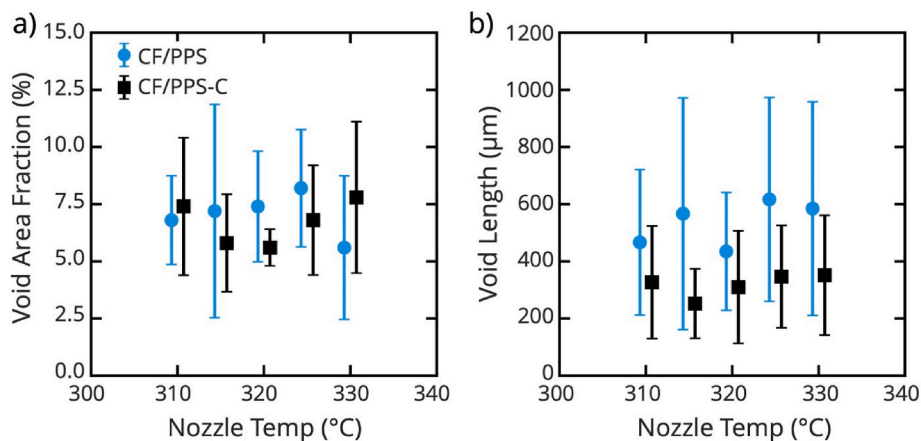 a)
Void Area Fraction (%)
15.0
12.5
10.0
7.5
5.0
2.5
0.0
CF/PPS
CF/PPS-C
300 310 320 330 340
Nozzle Temp (°C)
b)
Void Length (μm)
1200
1000
800
600
400
200
0
300 310 320 330 340
Nozzle Temp (°C)